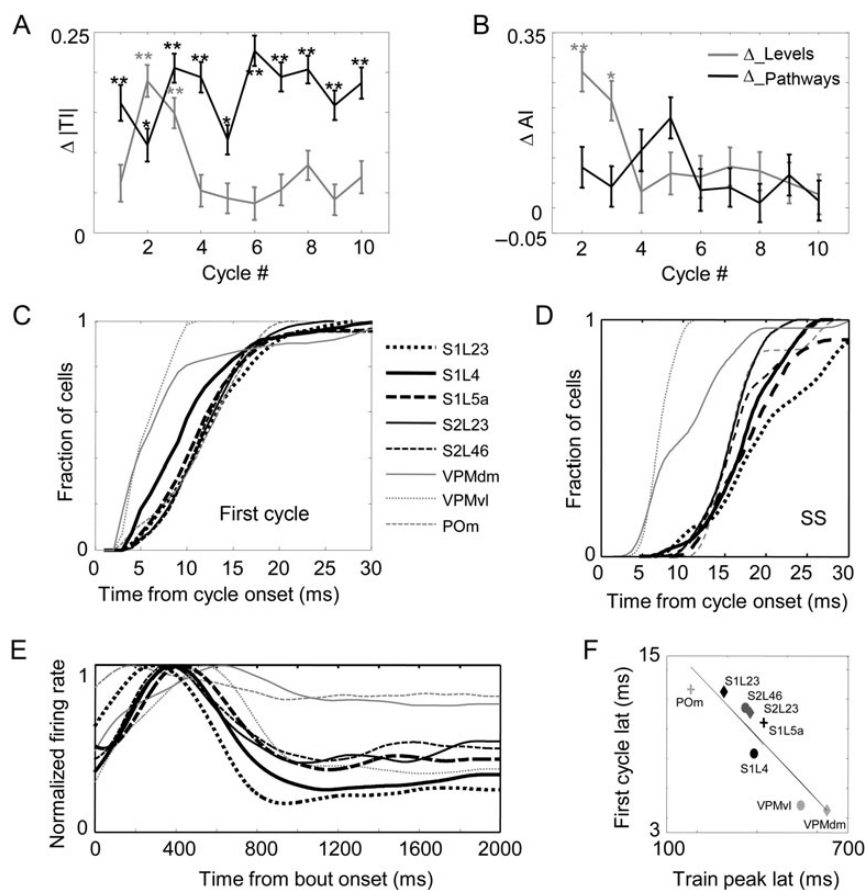 A
0.25
Δ |TI|
0
** ** ** ** ** ** ** ** ** **
* *
2 4 6 8 10
Cycle #
B
0.35
Δ AI
0
−0.05
** *
Δ_Levels
Δ_Pathways
2 4 6 8 10
Cycle #
C
1
Fraction of cells
0
First cycle
0 5 10 15 20 25 30
Time from cycle onset (ms)
S1L23
S1L4
S1L5a
S2L23
S2L46
VPMdm
VPMvl
POm
D
1
Fraction of cells
0
SS
0 5 10 15 20 25 30
Time from cycle onset (ms)
E
1
Normalized firing rate
0
0 400 800 1200 1600 2000
Time from bout onset (ms)
F
15
First cycle lat (ms)
3
POm
S1L23
S2L46
S2L23
S1L5a
S1L4
VPMvl
VPMdm
100 700
Train peak lat (ms)